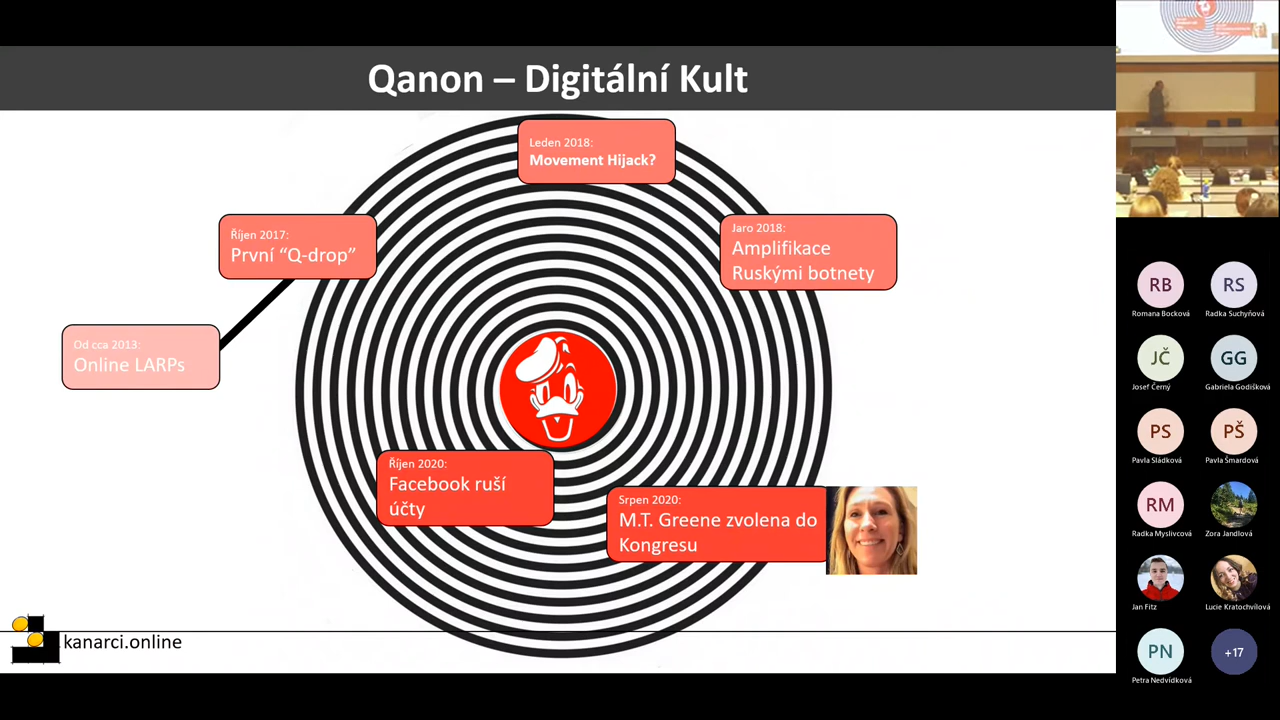 Qanon – Digitální Kult
Leden 2018:
Movement Hijack?
Říjen 2017:
První “Q-drop”
Jaro 2018:
Amplifikace
Ruskými botnety
Od cca 2013:
Online LARPs
Říjen 2020:
Facebook ruší
účty
Srpen 2020:
M.T. Greene zvolena do
Kongresu
kanarci.online
RB
Romana Bocková
RS
Radka Suchyňová
JČ
Josef Černý
GG
Gabriela Godišková
PS
Pavla Sládková
PŠ
Pavla Šmardová
RM
Radka Myslivcová
Zora Jandlová
Jan Fitz
Lucie Kratochvílová
PN
Petra Nedvídková
+17